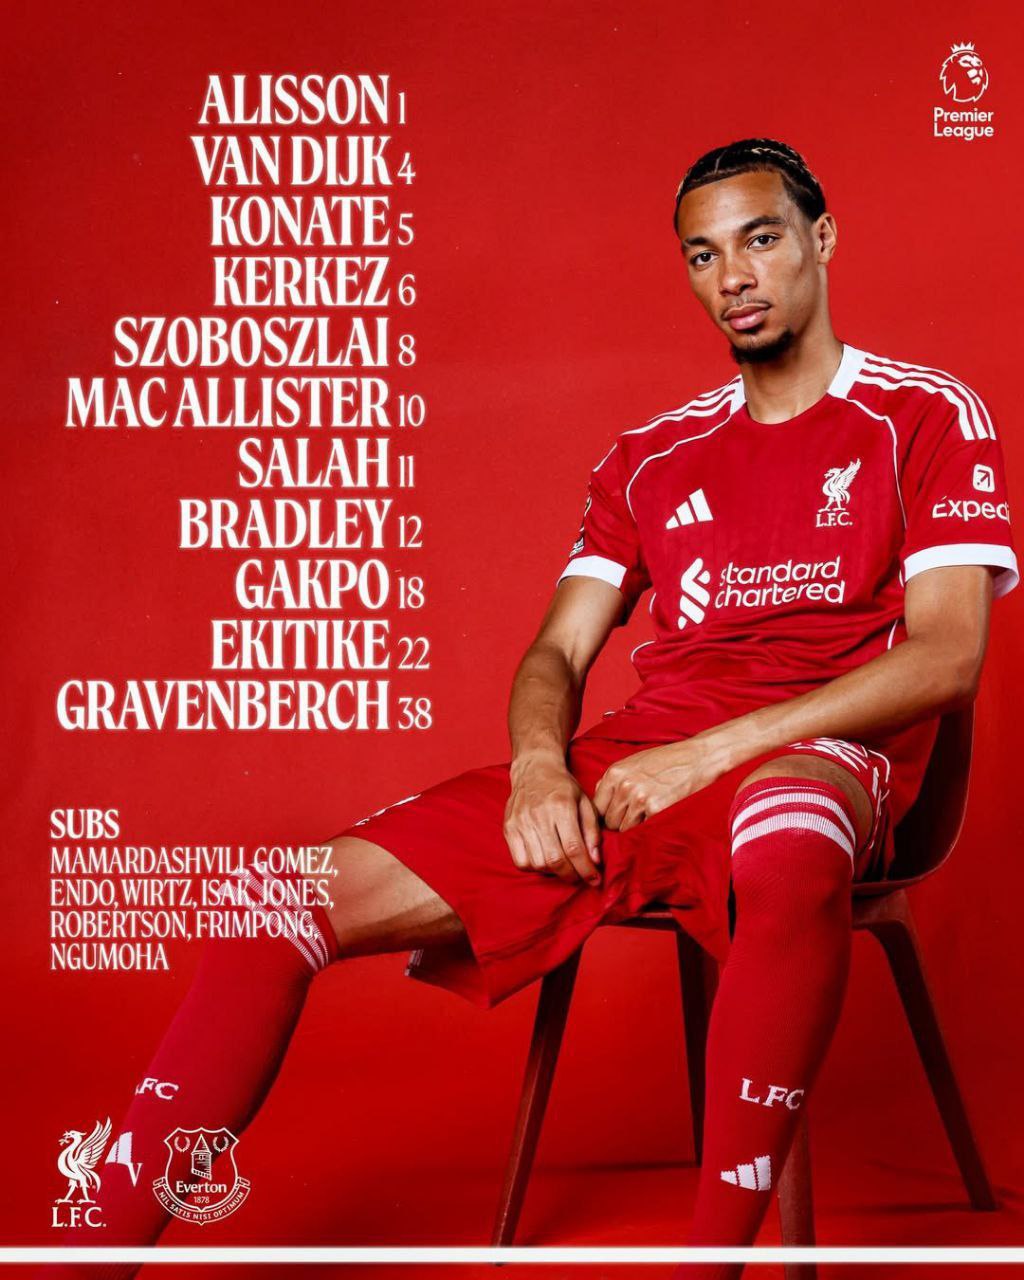 Premier
League
ALISSON 1
VAN DIJK 4
KONATE 5
KERKEZ 6
SZOBOSZLAI 8
MAC ALLISTER 10
SALAH 11
BRADLEY 12
GAKPO 18
EKITIKE 22
GRAVENBERCH 38
L.F.C.
Exped
standard
chartered
SUBS
MAMARDASHVILI, GOMEZ,
ENDO, WIRTZ, ISAK, JONES,
ROBERTSON, FRIMPONG,
NGUMOHA
LFC
LFC
L.F.C.
V
Everton
1878
NIL SATIS NISI OPTIMUM